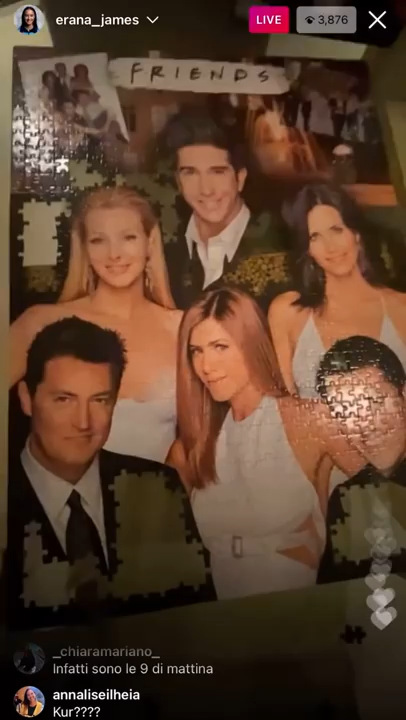 erana_james
LIVE
3,876
FRIENDS
_chiaramariano_
Infatti sono le 9 di mattina
annaliseilheia
Kur????